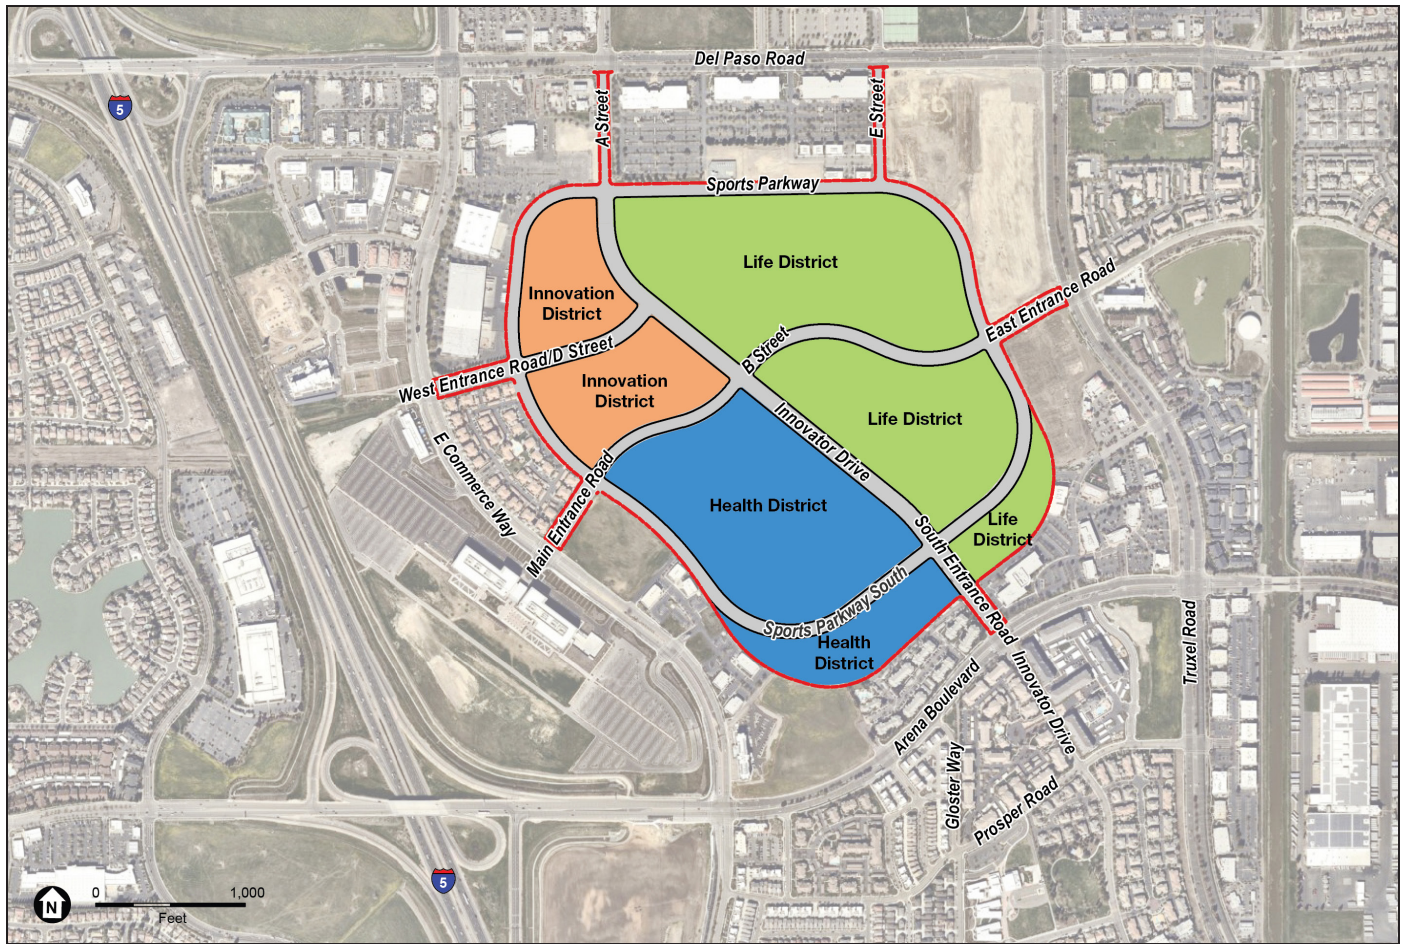 Del Paso Road
5
A Street
E Street
Sports Parkway
Life District
East Entrance Road
Innovation
District
B Street
West Entrance Road/D Street
Innovation
District
Life District
Innovator Drive
E Commerce Way
Main Entrance Road
Health District
Life
District
South Entrance Road
Sports Parkway South
Health
District
Truxel Road
Innovator Drive
Arena Boulevard
Gloster Way
Prosper Road
5
N
0 1,000
Feet